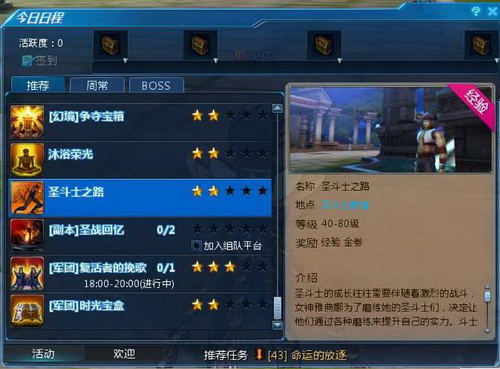 今日日程
活跃度：0
签到
推荐
周常
BOSS
[幻境]争夺宝箱
沐浴荣光
圣斗士之路
[副本]圣战回忆 0/2
加入组队平台
[军团]复活者的挽歌 0/1
18:00-20:00(进行中)
[军团]时光宝盒
经验
名称 圣斗士之路
地点
等级 40-80级
奖励 经验 金券
介绍
圣斗士的成长往往需要伴随着激烈的战斗，
女神雅典娜为了磨练她的圣斗士们，决定让
他们通过各种磨练来提升自己的实力。斗士
活动
欢迎
推荐任务 [43] 命运的放逐